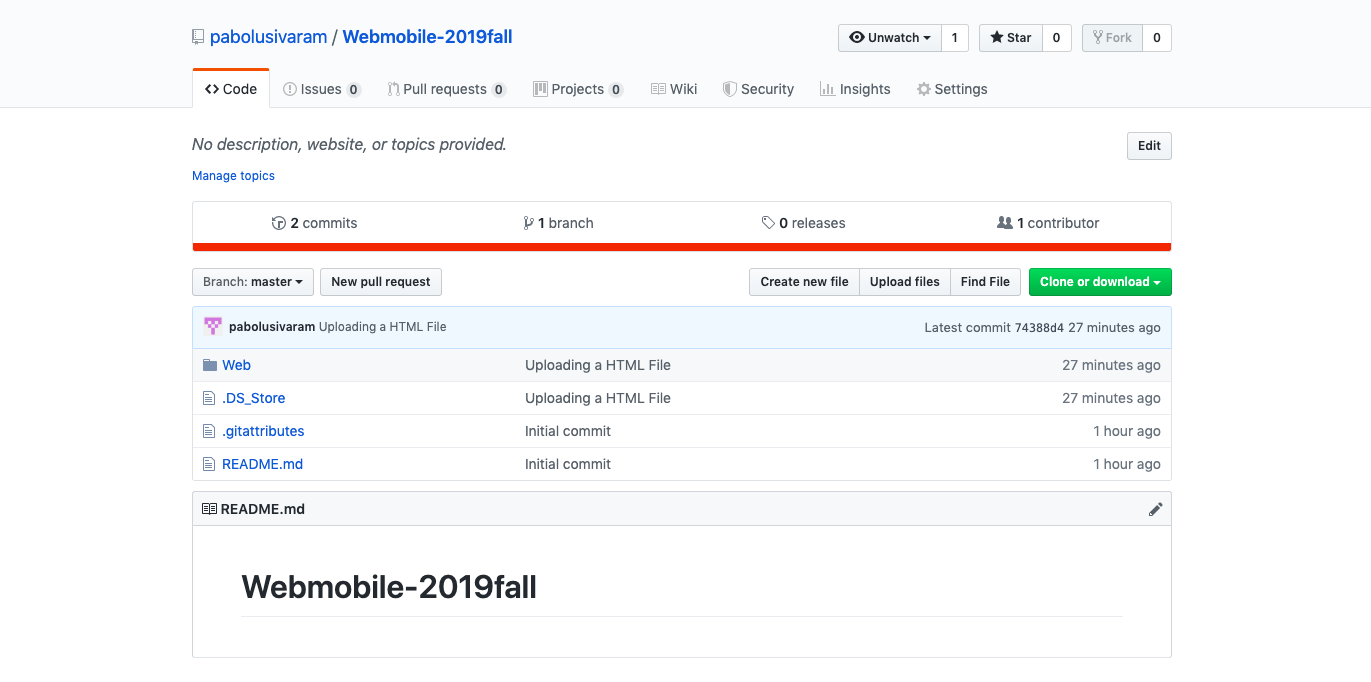 pabolusivaram / Webmobile-2019fall
Unwatch 1 Star 0 Fork 0
Code Issues 0 Pull requests 0 Projects 0 Wiki Security Insights Settings
No description, website, or topics provided.
Edit
Manage topics
2 commits 1 branch 0 releases 1 contributor
Branch: master New pull request Create new file Upload files Find File Clone or download
pabolusivaram Uploading a HTML File Latest commit 74388d4 27 minutes ago
Web Uploading a HTML File 27 minutes ago
.DS_Store Uploading a HTML File 27 minutes ago
.gitattributes Initial commit 1 hour ago
README.md Initial commit 1 hour ago
README.md
Webmobile-2019fall